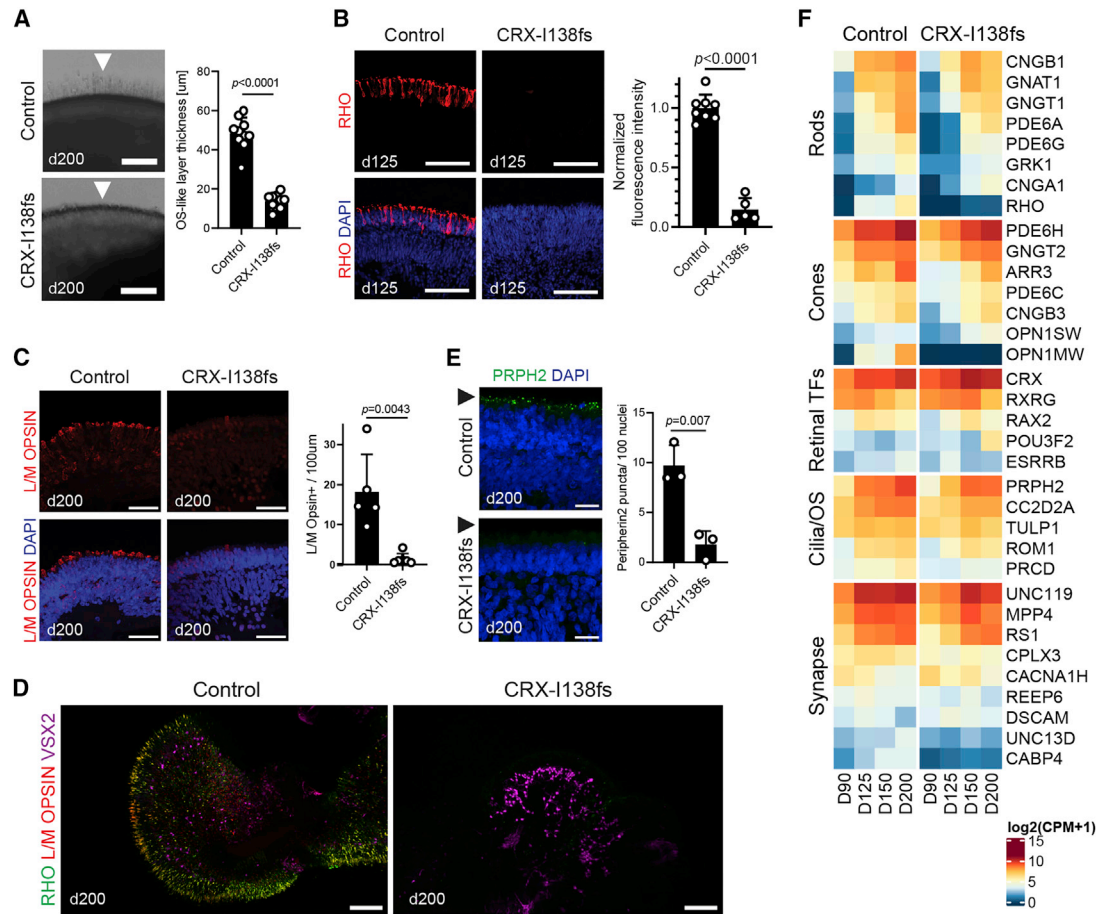 A
Control
d200
CRX-I138fs
d200
OS-like layer thickness [um]
80
60
40
20
0
p<0.0001
Control
CRX-I138fs
B
Control
CRX-I138fs
RHO
d125
d125
RHO DAPI
d125
d125
Normalized
fluorescence intensity
1.0
0.5
0.0
p<0.0001
Control
CRX-I138fs
C
Control
CRX-I138fs
L/M OPSIN
d200
d200
L/M OPSIN DAPI
d200
d200
L/M Opsin+ / 100um
30
20
10
0
p=0.0043
Control
CRX-I138fs
E
PRPH2 DAPI
Control
d200
CRX-I138fs
d200
Peripherin2 puncta/ 100 nuclei
15
10
5
0
p=0.007
Control
CRX-I138fs
D
Control
CRX-I138fs
RHO L/M OPSIN VSX2
d200
d200
F
Control
CRX-I138fs
Rods
CNGB1
GNAT1
GNGT1
PDE6A
PDE6G
GRK1
CNGA1
RHO
Cones
PDE6H
GNGT2
ARR3
PDE6C
CNGB3
OPN1SW
OPN1MW
Retinal TFs
CRX
RXRG
RAX2
POU3F2
ESRRB
Cilia/OS
PRPH2
CC2D2A
TULP1
ROM1
PRCD
Synapse
UNC119
MPP4
RS1
CPLX3
CACNA1H
REEP6
DSCAM
UNC13D
CABP4
D90
D125
D150
D200
D90
D125
D150
D200
log2(CPM+1)
15
10
5
0